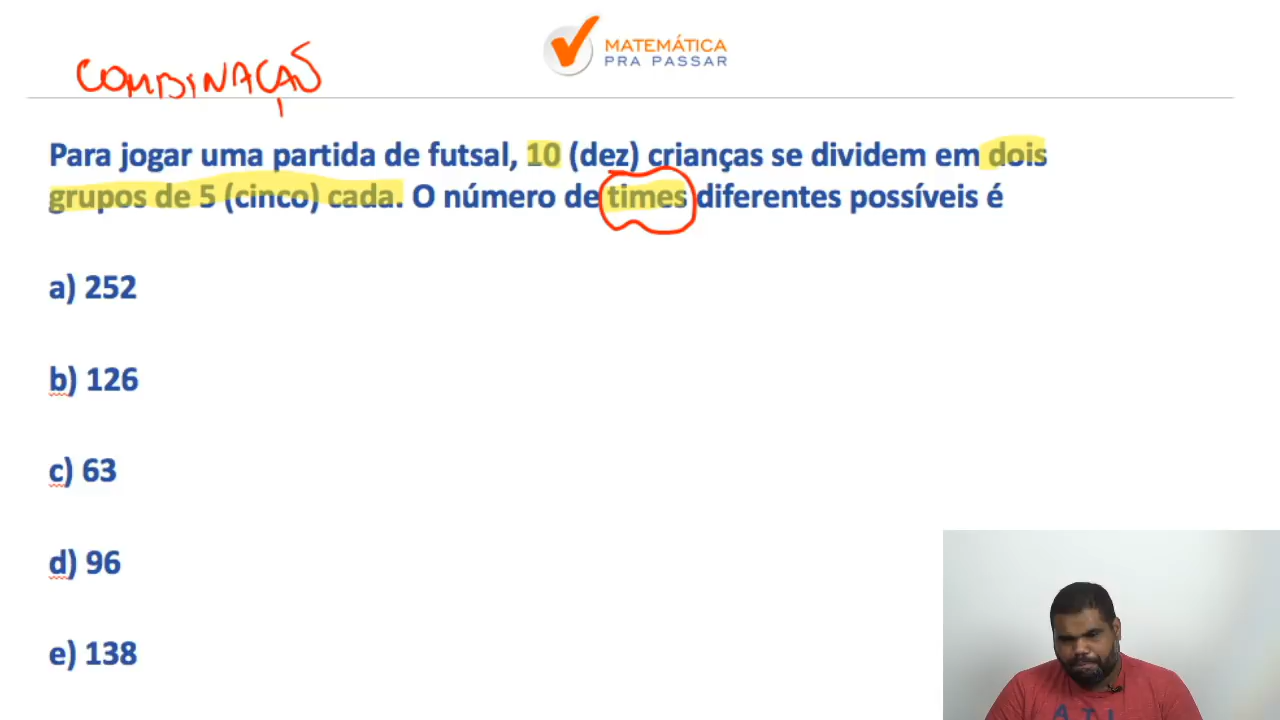 MATEMÁTICA
PRA PASSAR
COMBINAÇÃO
Para jogar uma partida de futsal, 10 (dez) crianças se dividem em dois
grupos de 5 (cinco) cada. O número de times diferentes possíveis é
a) 252
b) 126
c) 63
d) 96
e) 138